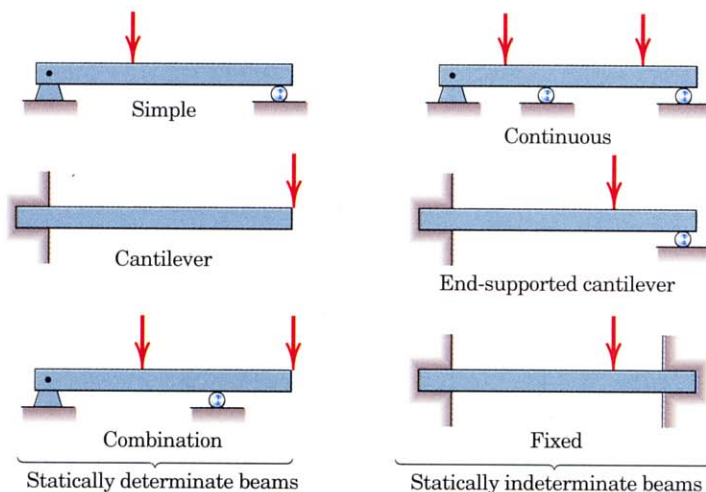 Simple
Continuous
Cantilever
End-supported cantilever
Combination
Fixed
Statically determinate beams
Statically indeterminate beams